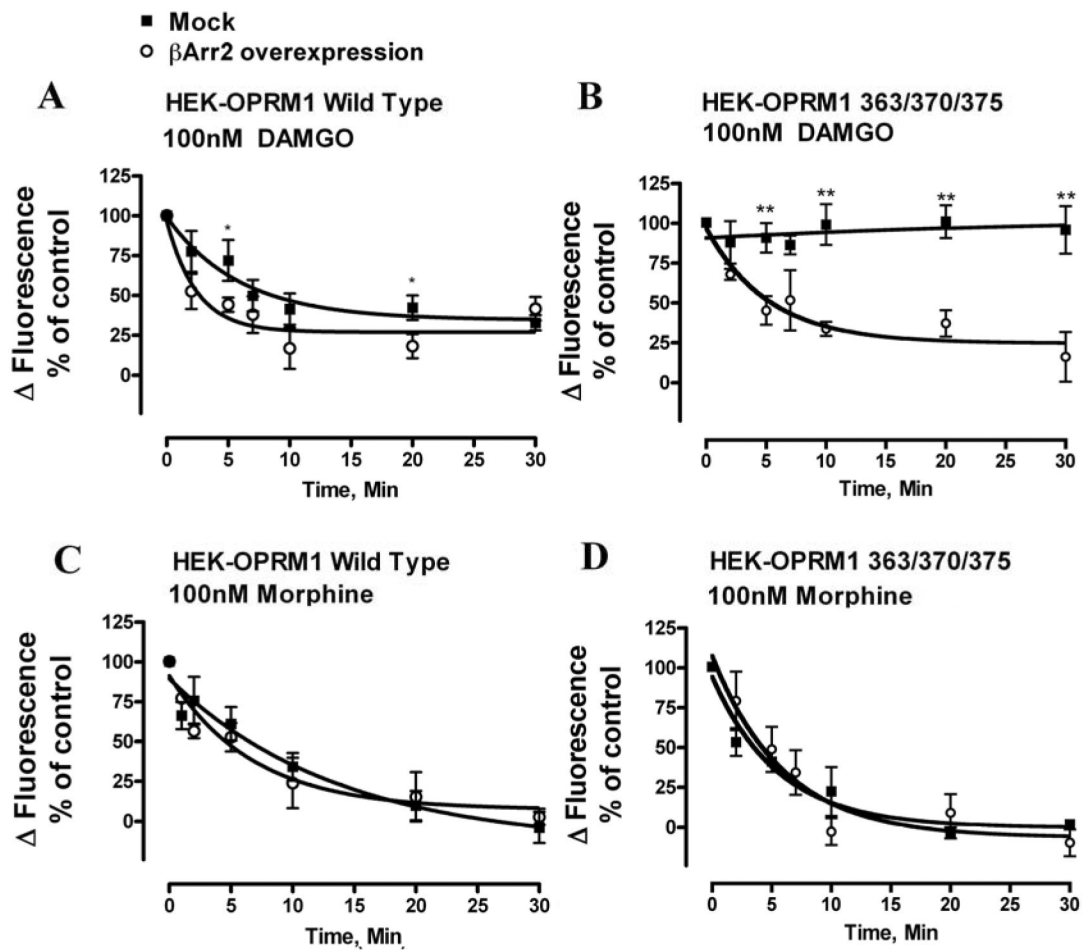 ■ Mock
○ βArr2 overexpression
A
HEK-OPRM1 Wild Type
100nM DAMGO
Δ Fluorescence
% of control
125
100
75
50
25
0
*
*
0 5 10 15 20 25 30
Time, Min
B
HEK-OPRM1 363/370/375
100nM DAMGO
Δ Fluorescence
% of control
125
100
75
50
25
0
** ** ** **
0 5 10 15 20 25 30
Time, Min
C
HEK-OPRM1 Wild Type
100nM Morphine
Δ Fluorescence
% of control
125
100
75
50
25
0
0 5 10 15 20 25 30
Time, Min
D
HEK-OPRM1 363/370/375
100nM Morphine
Δ Fluorescence
% of control
125
100
75
50
25
0
0 5 10 15 20 25 30
Time, Min